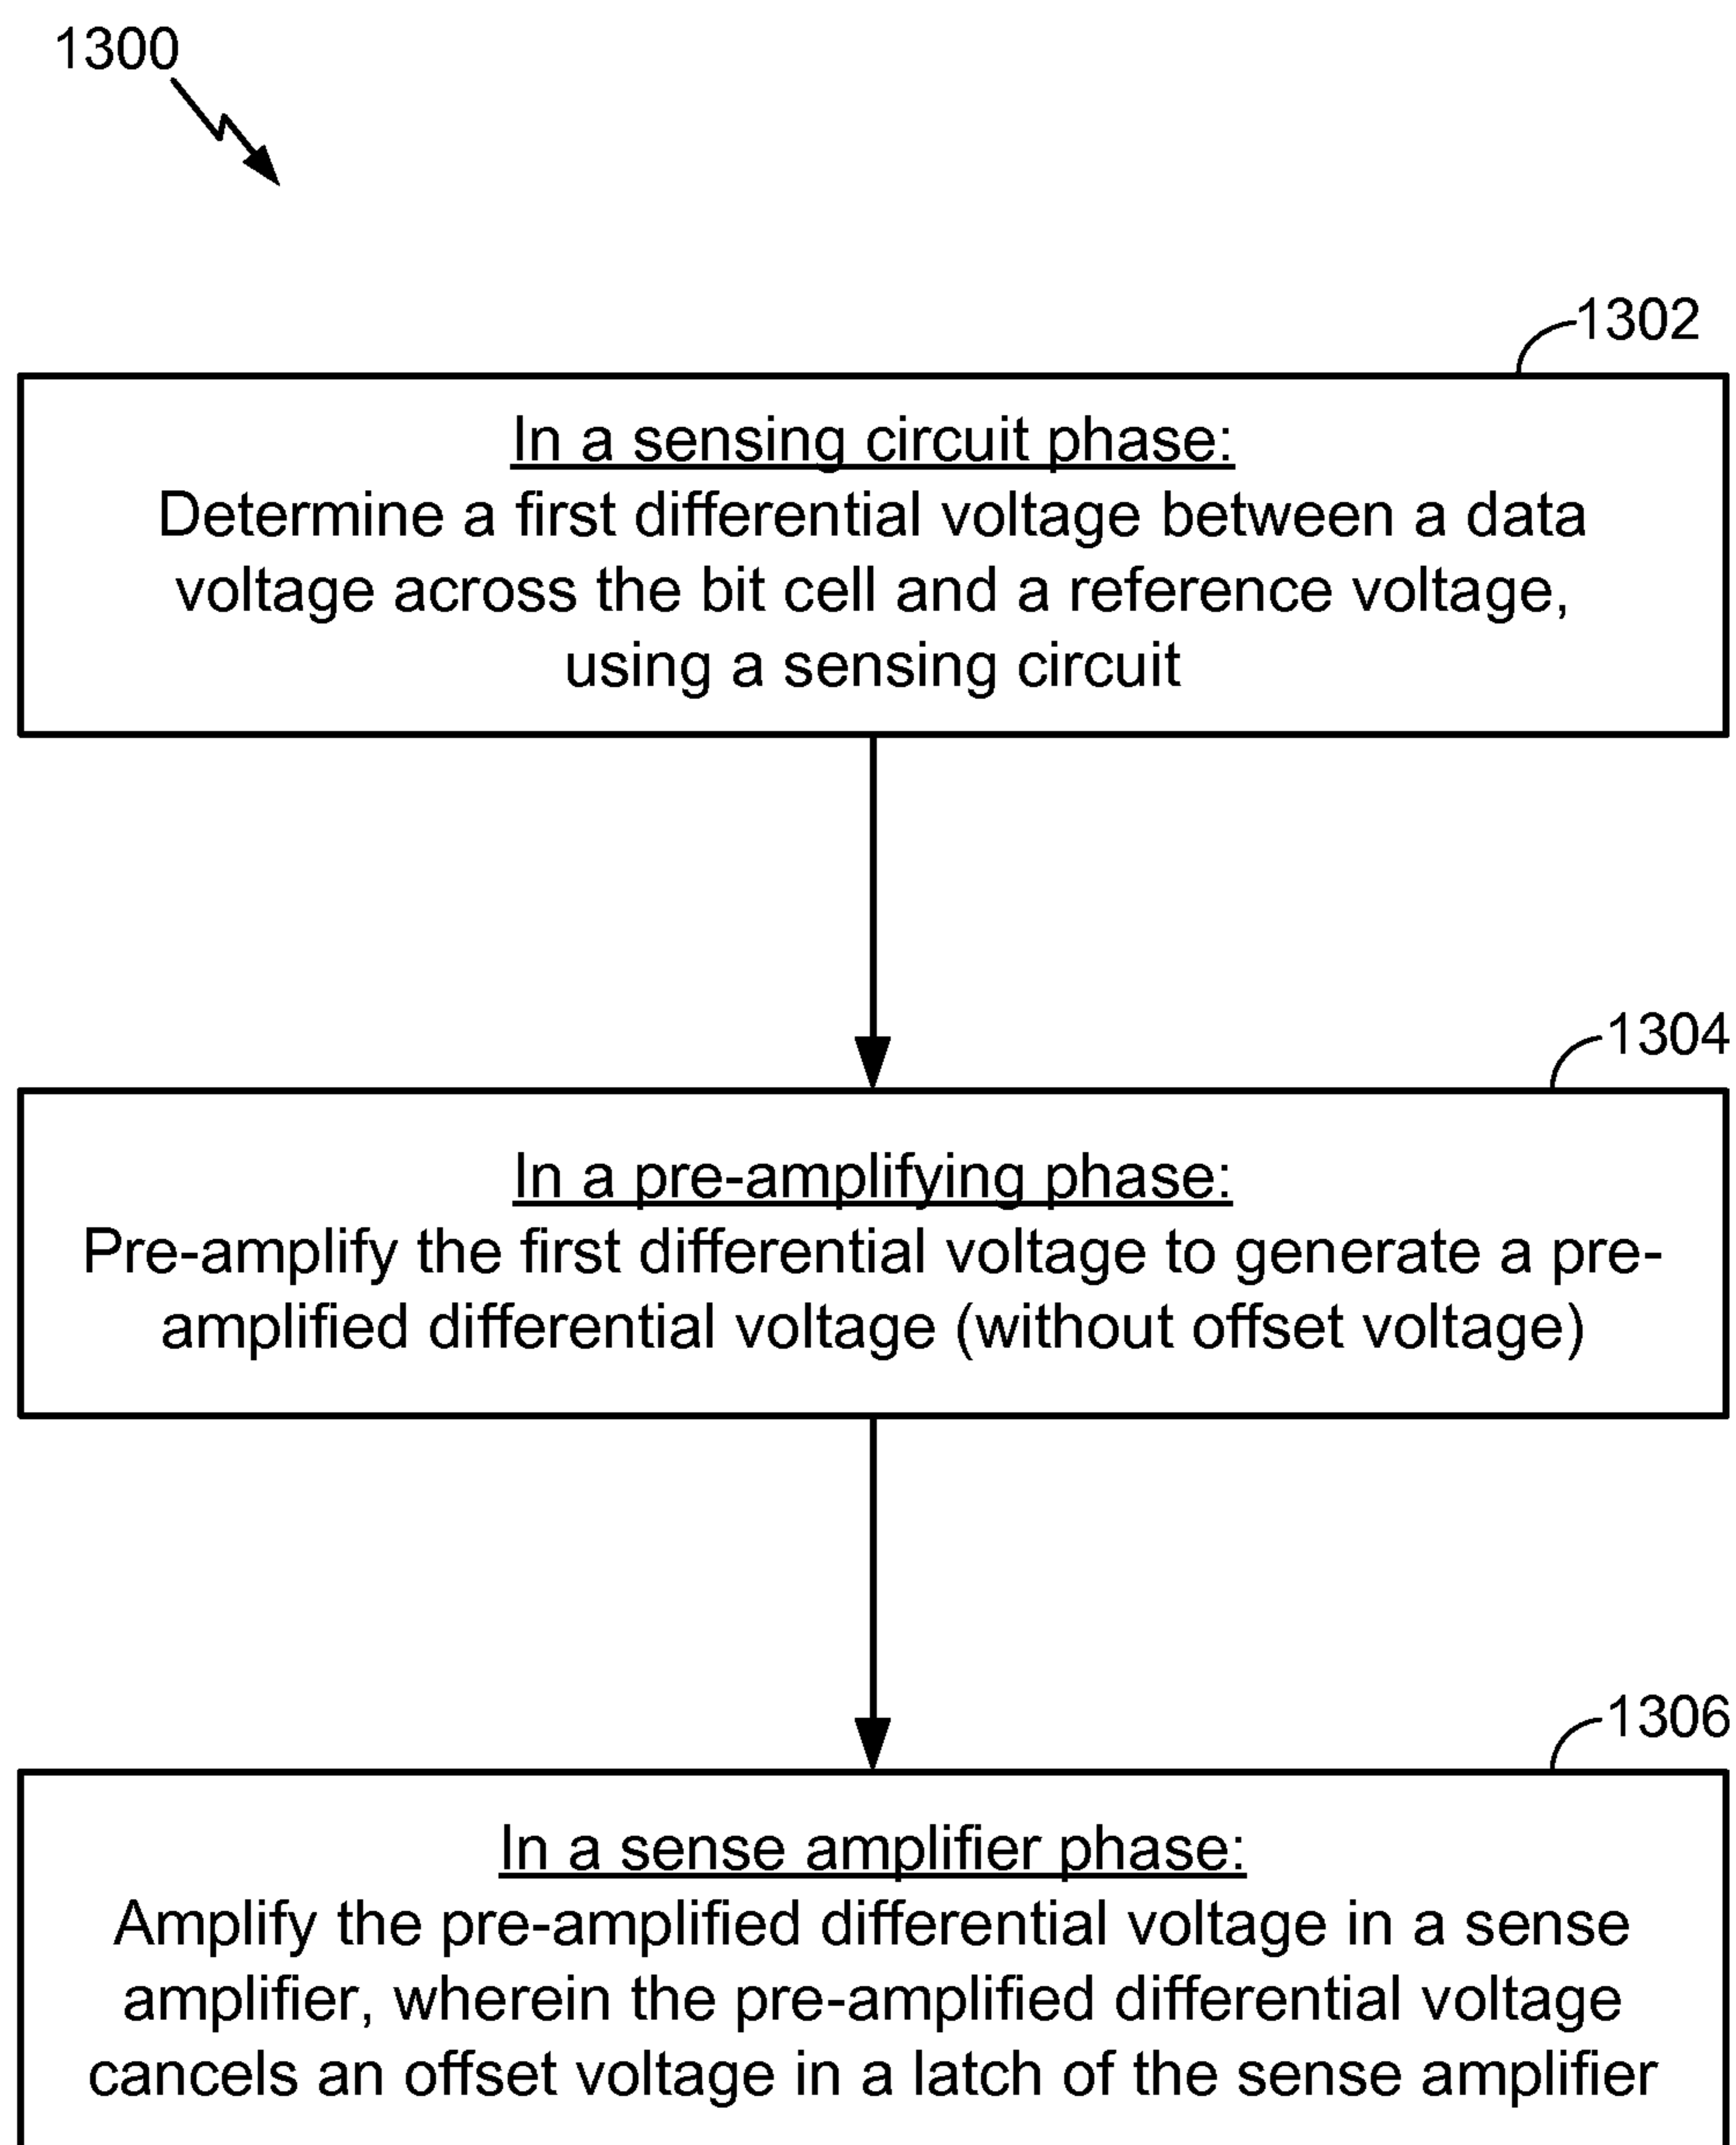 1300
1302
In a sensing circuit phase:
Determine a first differential voltage between a data
voltage across the bit cell and a reference voltage,
using a sensing circuit
1304
In a pre-amplifying phase:
Pre-amplify the first differential voltage to generate a pre-
amplified differential voltage (without offset voltage)
1306
In a sense amplifier phase:
Amplify the pre-amplified differential voltage in a sense
amplifier, wherein the pre-amplified differential voltage
cancels an offset voltage in a latch of the sense amplifier